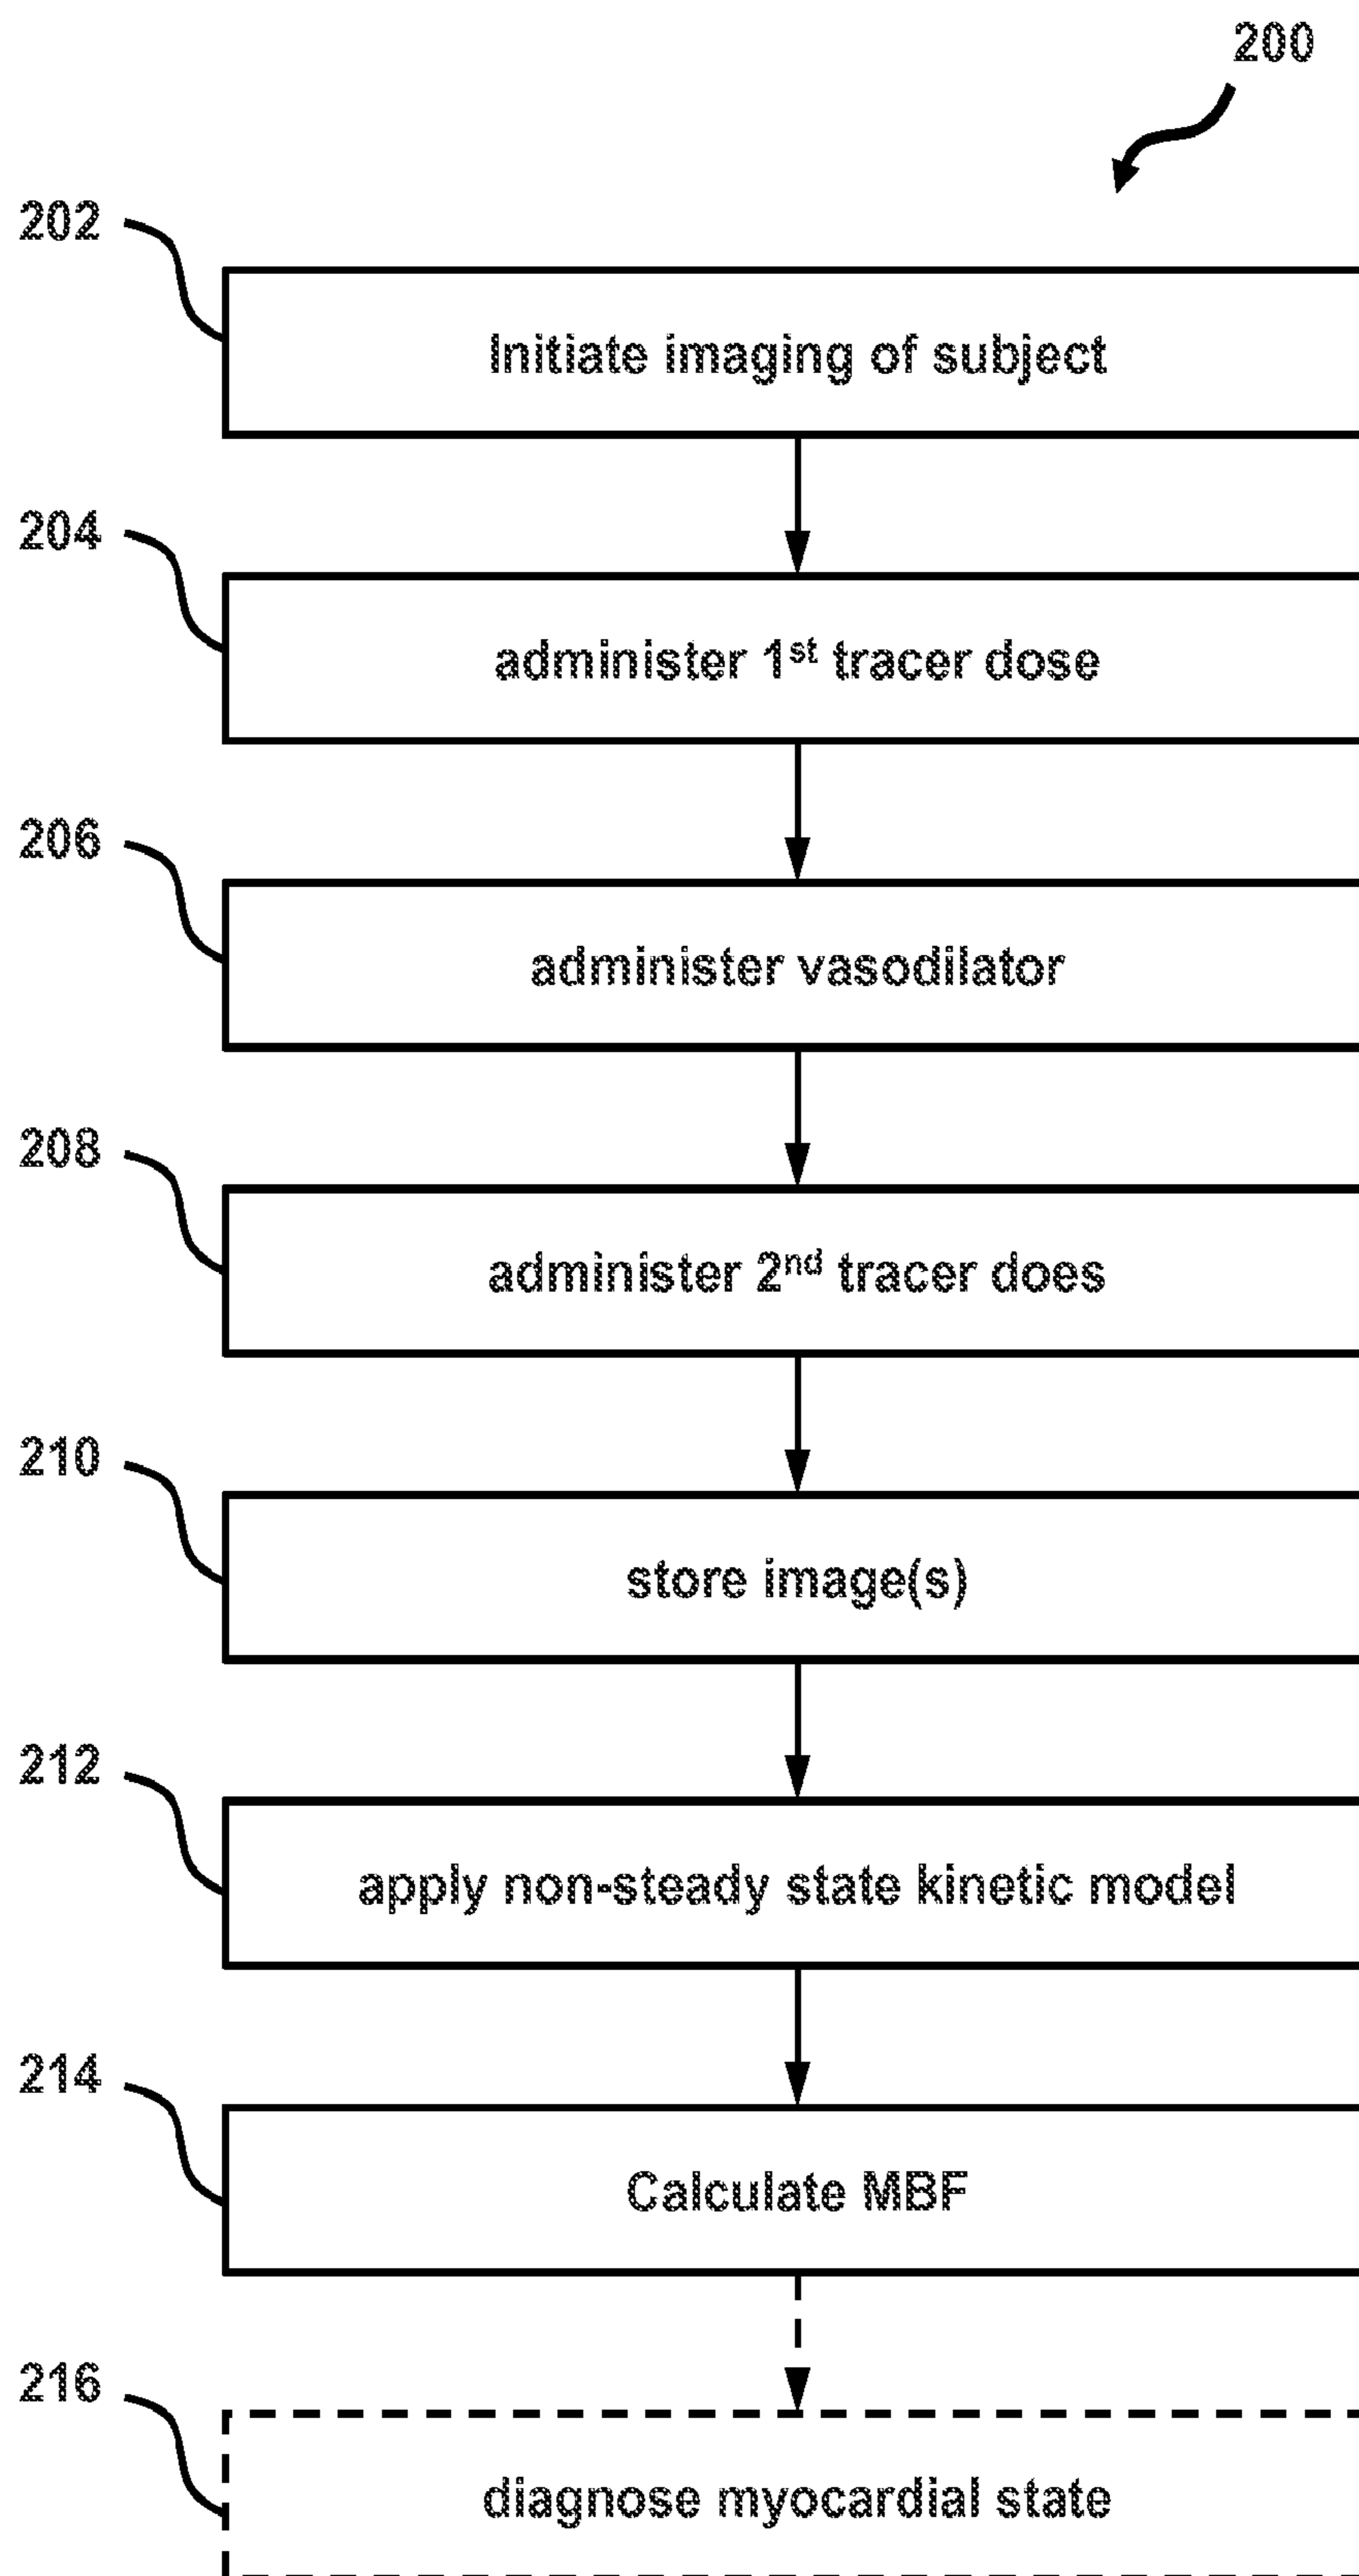 200
202
Initiate imaging of subject
204
administer 1st tracer dose
206
administer vasodilator
208
administer 2nd tracer does
210
store image(s)
212
apply non-steady state kinetic model
214
Calculate MBF
216
diagnose myocardial state